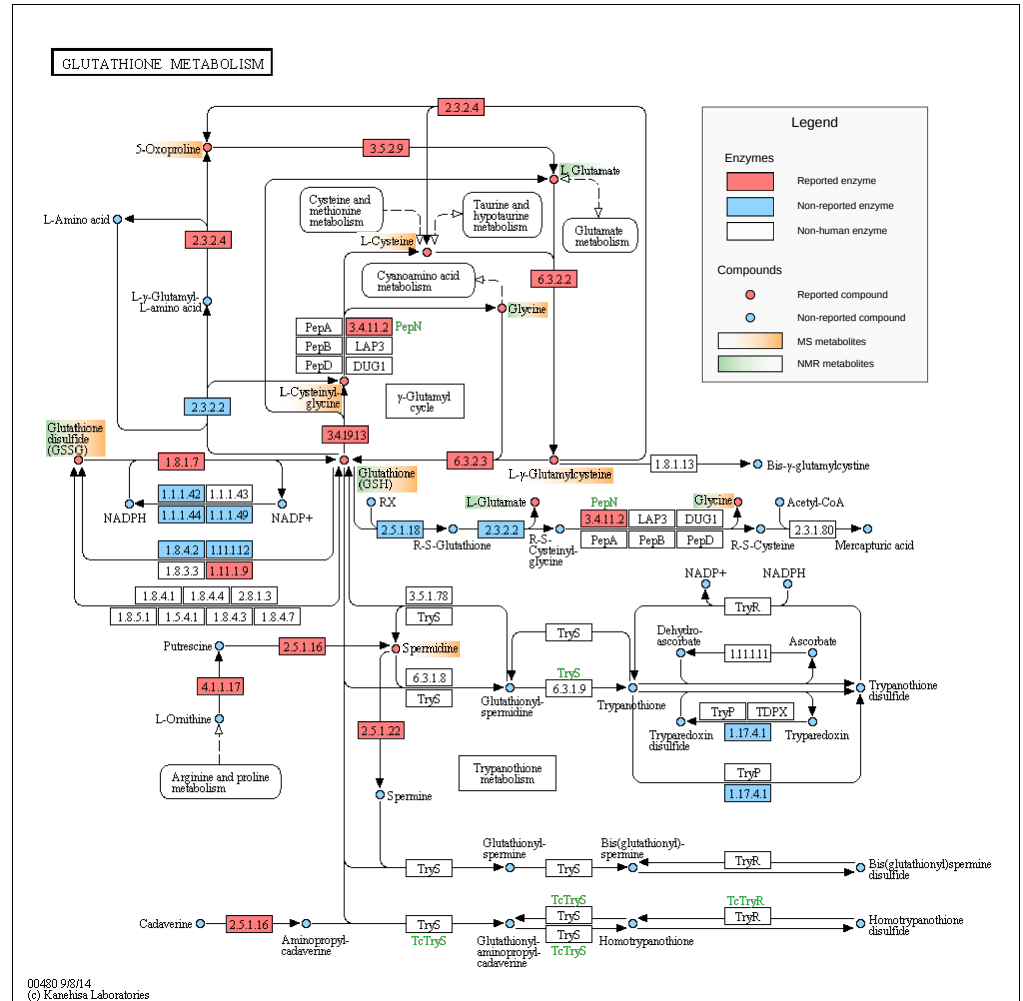 GLUTATHIONE METABOLISM
2.3.2.4
5-Oxoproline
3.5.2.9
L-Glutamate
Cysteine and
methionine
metabolism
Taurine and
hypotaurine
metabolism
Glutamate
metabolism
L-Amino acid
2.3.2.4
L-Cysteine
6.3.2.2
Cyanoamino acid
metabolism
L-γ-Glutamyl-
L-amino acid
Glycine
PepA
3.4.11.2
PepN
PepB
LAP3
PepD
DUG1
L-Cysteinyl-
glycine
γ-Glutamyl
cycle
2.3.2.2
3.4.19.13
Glutathione
disulfide
(GSSG)
1.8.1.7
Glutathione
(GSH)
6.3.2.3
L-γ-Glutamylcysteine
1.8.1.13
Bis-γ-glutamylcystine
NADPH
1.1.1.42
1.1.1.43
1.1.1.44
1.1.1.49
NADP+
RX
2.5.1.18
R-S-Glutathione
L-Glutamate
2.3.2.2
R-S-
Cysteinyl-
glycine
PepN
3.4.11.2
LAP3
DUG1
PepA
PepB
PepD
Glycine
R-S-Cysteine
Acetyl-CoA
2.3.1.80
Mercapturic acid
1.8.4.2
1.11.1.12
1.8.3.3
1.11.1.9
1.8.4.1
1.8.4.4
2.8.1.3
1.8.5.1
1.5.4.1
1.8.4.3
1.8.4.7
3.5.1.78
TryS
NADP+
NADPH
TryR
Putrescine
2.5.1.16
Spermidine
TryS
Dehydro-
ascorbate
Ascorbate
1.11.1.11
4.1.1.17
6.3.1.8
TryS
Glutathionyl-
spermidine
TryS
6.3.1.9
Trypanothione
Trypanothione
disulfide
L-Ornithine
2.5.1.22
TryP
TDPX
1.17.4.1
Tryparedoxin
disulfide
Tryparedoxin
Arginine and proline
metabolism
Trypanothione
metabolism
TryP
1.17.4.1
Spermine
Glutathionyl-
spermine
Bis(glutathionyl)-
spermine
TryS
TryS
TryR
Bis(glutathionyl)spermine
disulfide
Cadaverine
2.5.1.16
Aminopropyl-
cadaverine
TryS
TcTryS
Glutathionyl-
aminopropyl-
cadaverine
TcTryS
TryS
TryS
TcTryS
Homotrypanothione
TcTryR
TryR
Homotrypanothione
disulfide
00480 9/8/14
(c) Kanehisa Laboratories
Legend
Enzymes
Reported enzyme
Non-reported enzyme
Non-human enzyme
Compounds
Reported compound
Non-reported compound
MS metabolites
NMR metabolites